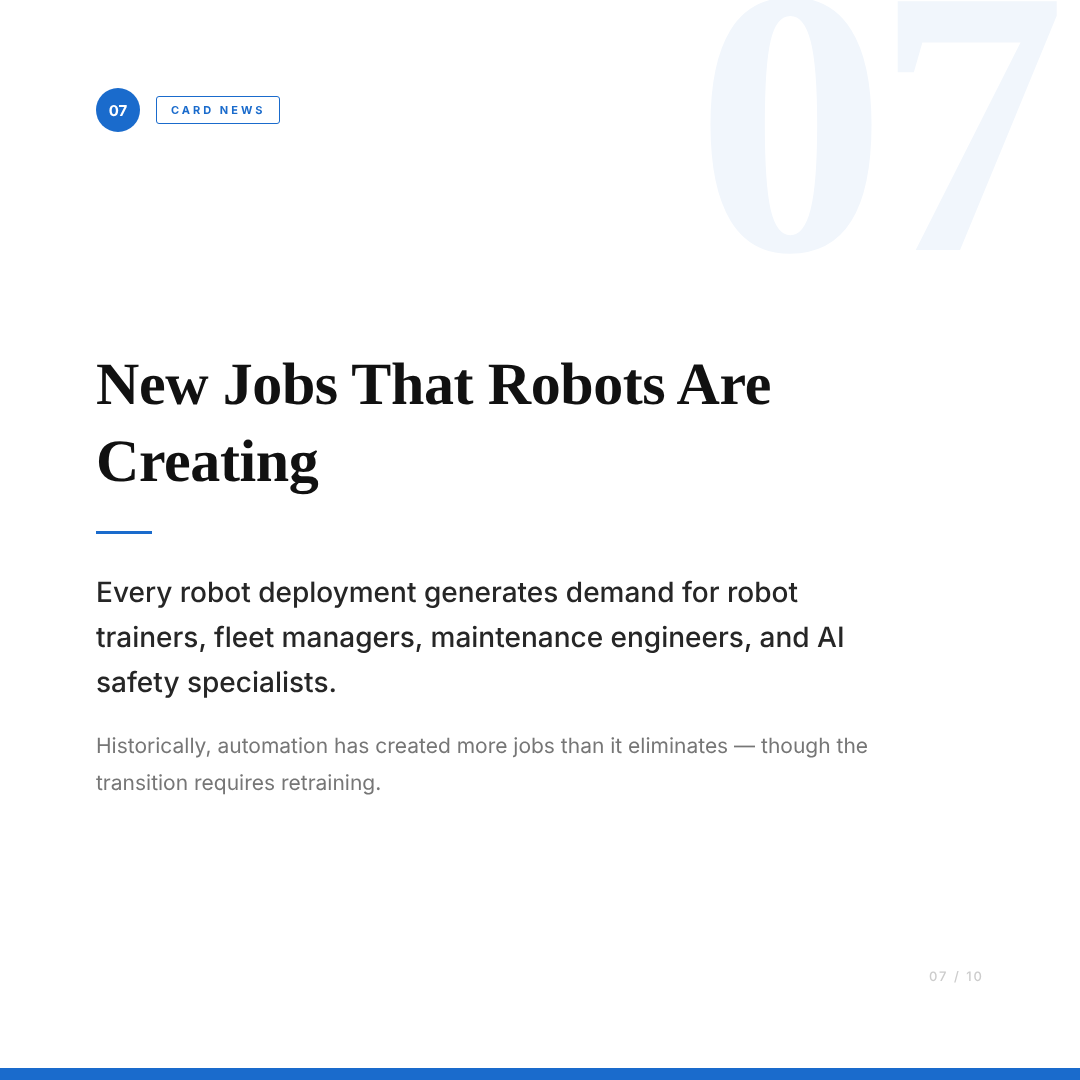 07
07
CARD NEWS
New Jobs That Robots Are
Creating
Every robot deployment generates demand for robot
trainers, fleet managers, maintenance engineers, and AI
safety specialists.
Historically, automation has created more jobs than it eliminates — though the
transition requires retraining.
07 / 10